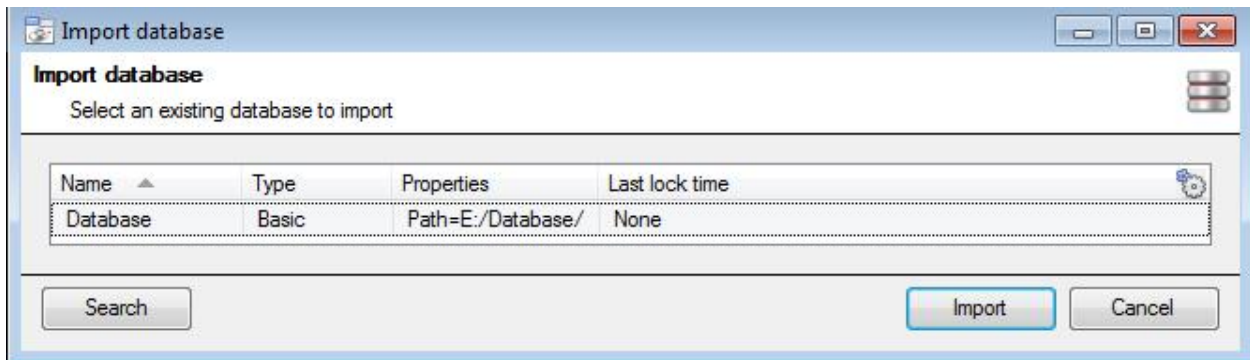 Import database
Import database
Select an existing database to import
Name Type Properties Last lock time
Database Basic Path=E:/Database/ None
Search Import Cancel